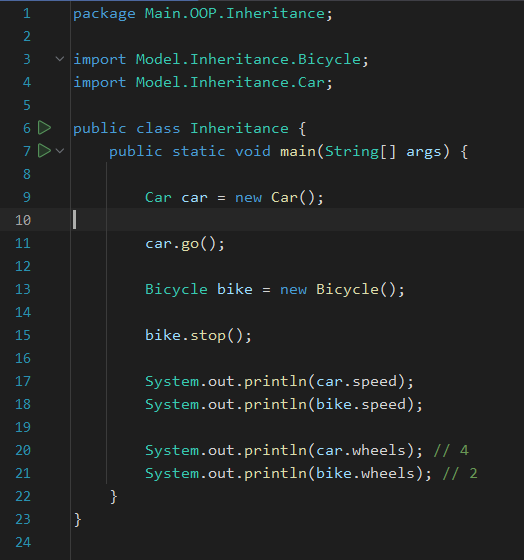 1 package Main.OOP.Inheritance;
2
3 import Model.Inheritance.Bicycle;
4 import Model.Inheritance.Car;
5
6 public class Inheritance {
7     public static void main(String[] args) {
8
9         Car car = new Car();
10
11         car.go();
12
13         Bicycle bike = new Bicycle();
14
15         bike.stop();
16
17         System.out.println(car.speed);
18         System.out.println(bike.speed);
19
20         System.out.println(car.wheels); // 4
21         System.out.println(bike.wheels); // 2
22     }
23 }
24